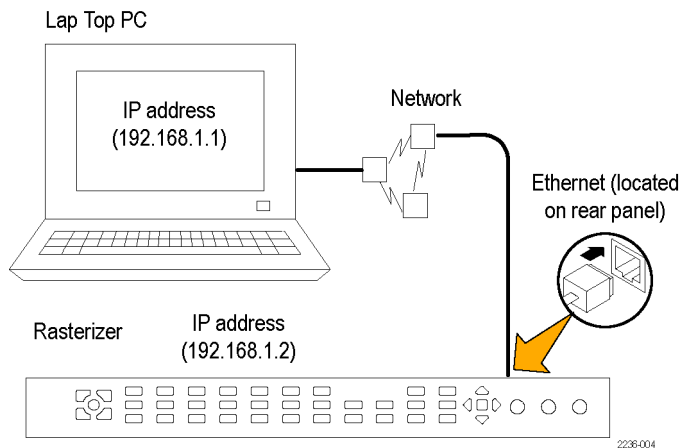 Lap Top PC
IP address
(192.168.1.1)
Network
Ethernet (located
on rear panel)
Rasterizer
IP address
(192.168.1.2)
2236-004